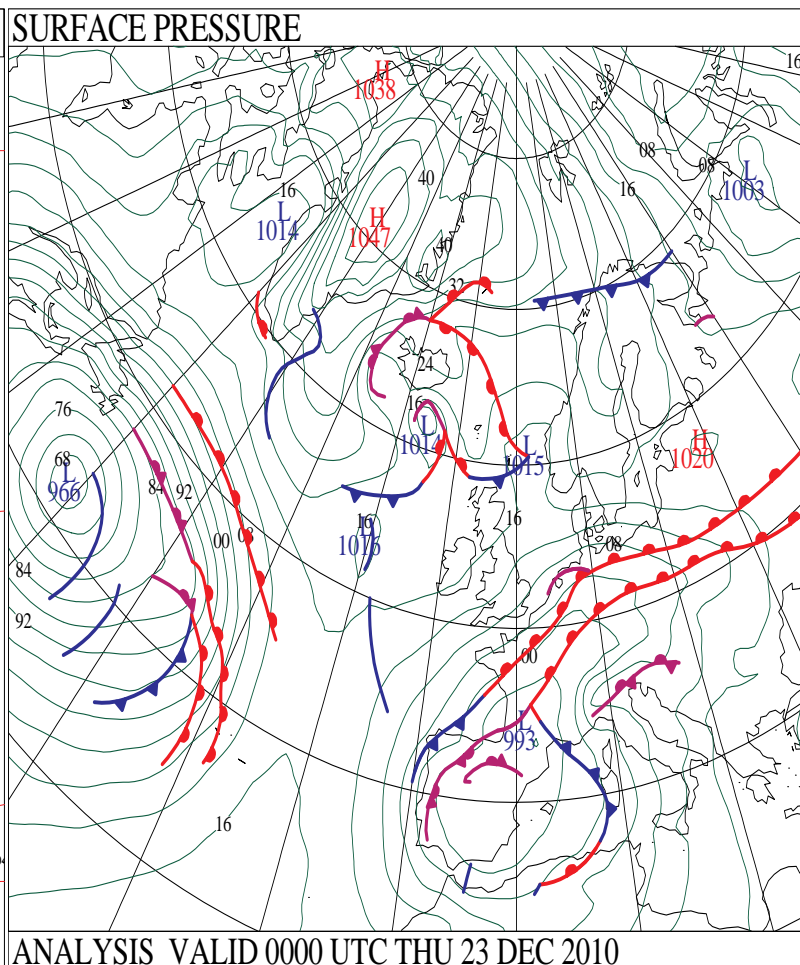 SURFACE PRESSURE
16
H
1038
08
08
L
1003
40
16
16
L
1014
H
1047
40
32
24
76
16
L
1014
L
1015
H
1020
68
L
966
84
92
16
16
L
1016
00
08
08
84
92
00
L
993
16
ANALYSIS VALID 0000 UTC THU 23 DEC 2010